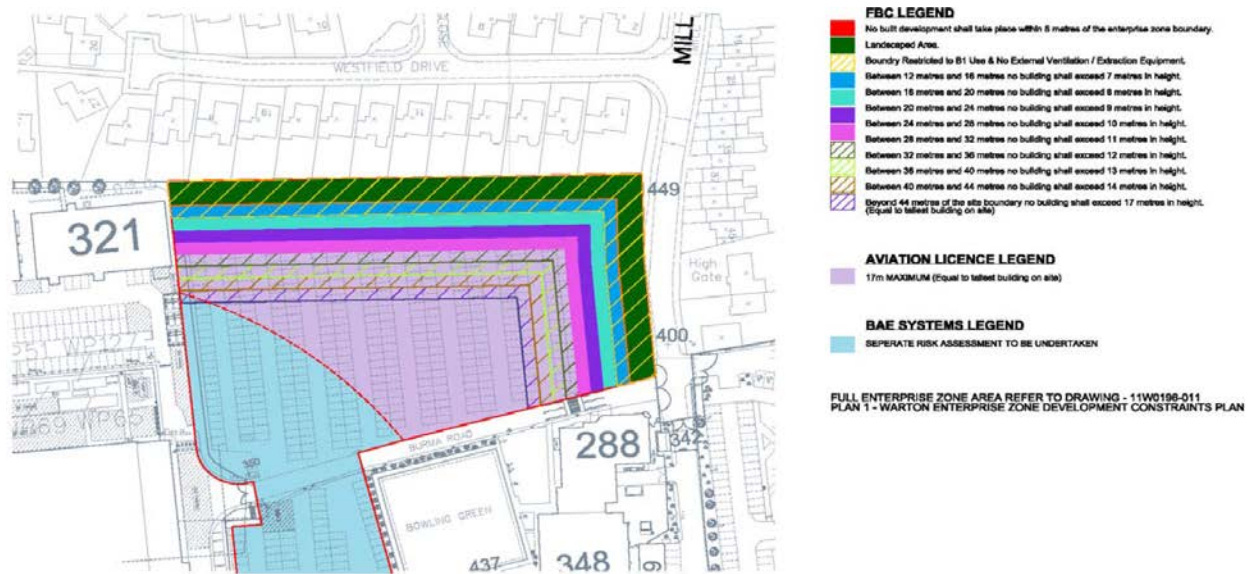 FBC LEGEND
No built development shall take place within 5 metres of the enterprise zone boundary.
Landscaped Area.
Boundry Restricted to B1 Use & No External Ventilation / Extraction Equipment.
Between 12 metres and 16 metres no building shall exceed 7 metres in height.
Between 16 metres and 20 metres no building shall exceed 8 metres in height.
Between 20 metres and 24 metres no building shall exceed 9 metres in height.
Between 24 metres and 28 metres no building shall exceed 10 metres in height.
Between 28 metres and 32 metres no building shall exceed 11 metres in height.
Between 32 metres and 36 metres no building shall exceed 12 metres in height.
Between 36 metres and 40 metres no building shall exceed 13 metres in height.
Between 40 metres and 44 metres no building shall exceed 14 metres in height.
Beyond 44 metres of the site boundary no building shall exceed 17 metres in height.
(Equal to tallest building on site)
AVIATION LICENCE LEGEND
17m MAXIMUM (Equal to tallest building on site)
BAE SYSTEMS LEGEND
SEPERATE RISK ASSESSMENT TO BE UNDERTAKEN
FULL ENTERPRISE ZONE AREA REFER TO DRAWING - 11W0196-011
PLAN 1 - WARTON ENTERPRISE ZONE DEVELOPMENT CONSTRAINTS PLAN
MILL
WESTFIELD DRIVE
449
321
High
Gate
400
BURMA ROAD
288
342
BOWLING GREEN
437
348